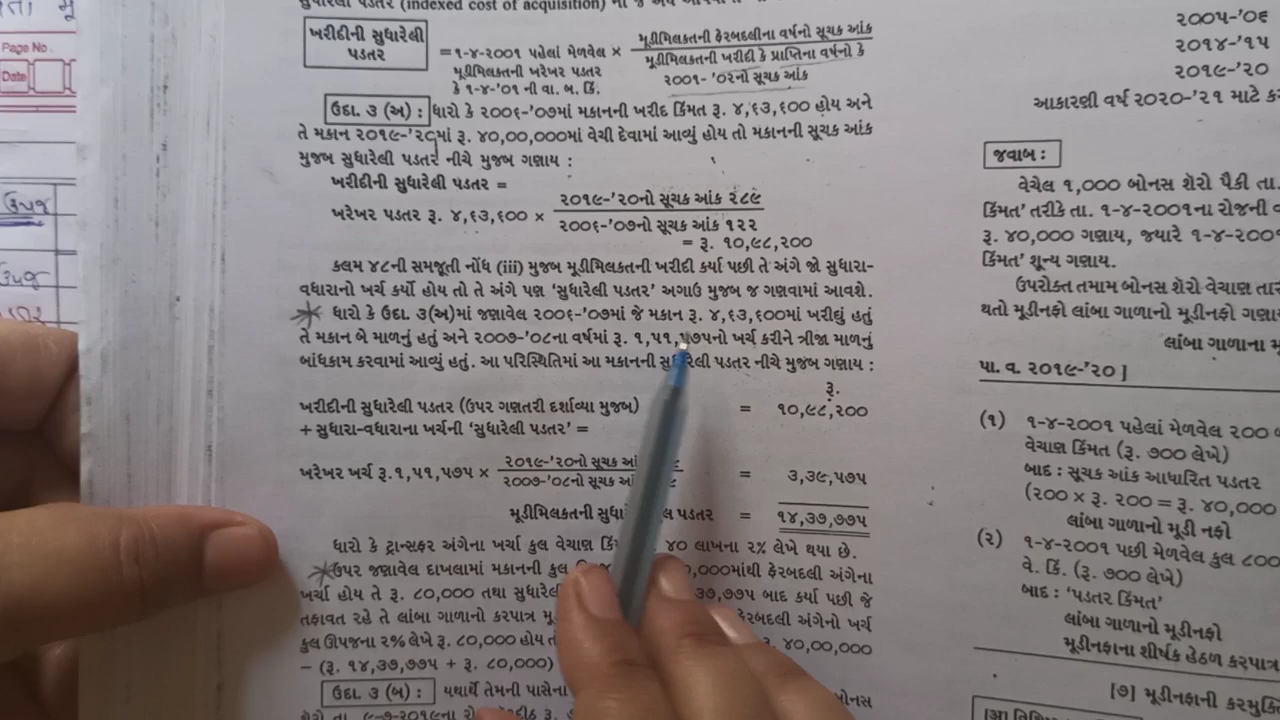 Page No.
Date
ઉપજ
ઉપજ
સુધારેલી પડતર (indexed cost of acquisition)
ખરીદીની સુધારેલી
પડતર
= ૧-૪-૨૦૦૧ પહેલાં મેળવેલ ×
મૂડીમિલકતની ખરેખર પડતર
કે ૧-૪-'૦૧ ની વા. બ. કિં.
મૂડીમિલકતની ફેરબદલીના વર્ષનો સૂચક આંક
મૂડીમિલકતની ખરીદી કે પ્રાપ્તિના વર્ષનો કે
૨૦૦૧- '૦૨નો સૂચક આંક
ઉદા. ૩ (અ) : ધારો કે ૨૦૦૬-'૦૭માં મકાનની ખરીદ કિંમત રૂ. ૪,૬૩,૬૦૦ હોય અને
તે મકાન ૨૦૧૯-'૨૦માં રૂ. ૪૦,૦૦,૦૦૦માં વેચી દેવામાં આવ્યું હોય તો મકાનની સૂચક આંક
મુજબ સુધારેલી પડતર નીચે મુજબ ગણાય :
ખરીદીની સુધારેલી પડતર =
ખરેખર પડતર રૂ. ૪,૬૩,૬૦૦ ×
૨૦૧૯-'૨૦નો સૂચક આંક ૨૮૯
૨૦૦૬-'૦૭નો સૂચક આંક ૧૨૨
= રૂ. ૧૦,૯૮,૨૦૦
કલમ ૪૮ની સમજૂતી નોંધ (iii) મુજબ મૂડીમિલકતની ખરીદી કર્યા પછી તે અંગે જો સુધારા-
વધારાનો ખર્ચ કર્યો હોય તો તે અંગે પણ 'સુધારેલી પડતર' અગાઉ મુજબ જ ગણવામાં આવશે.
ધારો કે ઉદા. ૩(અ)માં જણાવેલ ૨૦૦૬-'૦૭માં જે મકાન રૂ. ૪,૬૩,૬૦૦માં ખરીદ્યું હતું
તે મકાન બે માળનું હતું અને ૨૦૦૭-'૦૮ના વર્ષમાં રૂ. ૧,૫૧,૫૭૫નો ખર્ચ કરીને ત્રીજા માળનું
બાંધકામ કરવામાં આવ્યું હતું. આ પરિસ્થિતિમાં આ મકાનની સુધારેલી પડતર નીચે મુજબ ગણાય :
રૂ.
ખરીદીની સુધારેલી પડતર (ઉપર ગણતરી દર્શાવ્યા મુજબ) = ૧૦,૯૮,૨૦૦
+ સુધારા-વધારાના ખર્ચની 'સુધારેલી પડતર' =
ખરેખર ખર્ચ રૂ.૧,૫૧,૫૭૫ ×
૨૦૧૯-'૨૦નો સૂચક
૨૦૦૭-'૦૮નો સૂચક
= ૩,૩૯,૫૭૫
મૂડીમિલકતની પડતર = ૧૪,૩૭,૭૭૫
ધારો કે ટ્રાન્સફર અંગેના ખર્ચા કુલ વેચાણ ૪૦ લાખના ૨% લેખે થયા છે.
ઉપર જણાવેલ દાખલામાં મકાનની કુલ ૦,૦૦૦માંથી ફેરબદલી અંગેના
ખર્ચા હોય તે રૂ. ૮૦,૦૦૦ તથા ૩૭,૭૭૫ બાદ કર્યા પછી જે
તફાવત રહે તે લાંબા ગાળાનો કરપાત્ર ફેરબદલી અંગેનો ખર્ચ
કુલ ઊપજના ૨% લેખે રૂ. ૮૦,૦૦૦ હોય રૂ. ૪૦,૦૦,૦૦૦
– (રૂ. ૧૪,૩૭,૭૭૫ + રૂ. ૮૦,૦૦૦)
ઉદા. ૩ (બ) : યથાર્થે તેમની પાસેના બોનસ
૨૦૦૫-'૦૬
૨૦૧૪-'૧૫
૨૦૧૯-'૨૦
આકારણી વર્ષ ૨૦૨૦-'૨૧ માટે
જવાબ :
વેચેલ ૧,૦૦૦ બોનસ શૅરો પૈકી તા.
કિંમત' તરીકે તા. ૧-૪-૨૦૦૧ના રોજની
રૂ. ૪૦,૦૦૦ ગણાય, જ્યારે ૧-૪-૨૦૦૧
કિંમત' શૂન્ય ગણાય.
ઉપરોક્ત તમામ બોનસ શૅરો વેચાણ
થતો મૂડીનફો લાંબા ગાળાનો મૂડીનફો
લાંબા ગાળાના
પા. વ. ૨૦૧૯-'૨૦ ]
(૧) ૧-૪-૨૦૦૧ પહેલાં મેળવેલ ૨૦૦
વેચાણ કિંમત (રૂ. ૭૦૦ લેખે)
બાદ : સૂચક આંક આધારિત પડતર
(૨૦૦ × રૂ. ૨૦૦ = રૂ. ૪૦,૦૦૦
લાંબા ગાળાનો મૂડી નફો
(૨) ૧-૪-૨૦૦૧ પછી મેળવેલ કુલ ૮૦૦
વે. કિં. (રૂ. ૭૦૦ લેખે)
બાદ : 'પડતર કિંમત'
લાંબા ગાળાનો મૂડીનફો
મૂડીનફાના શીર્ષક હેઠળ કરપાત્ર
[૭] મૂડીનફાની